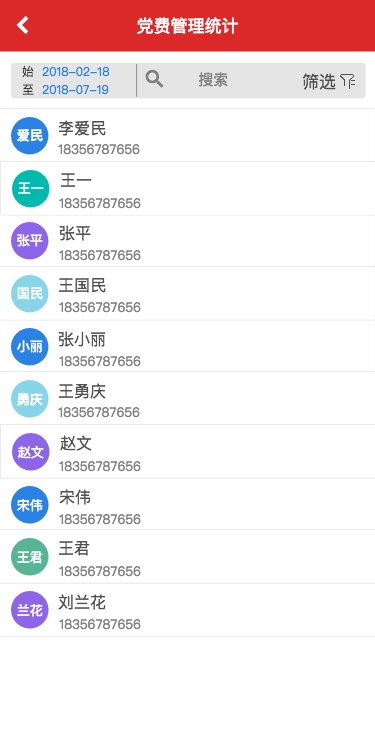 党费管理统计
始 2018-02-18
至 2018-07-19
搜索
筛选
爱民
李爱民
18356787656
王一
王一
18356787656
张平
张平
18356787656
国民
王国民
18356787656
小丽
张小丽
18356787656
勇庆
王勇庆
18356787656
赵文
赵文
18356787656
宋伟
宋伟
18356787656
王君
王君
18356787656
兰花
刘兰花
18356787656